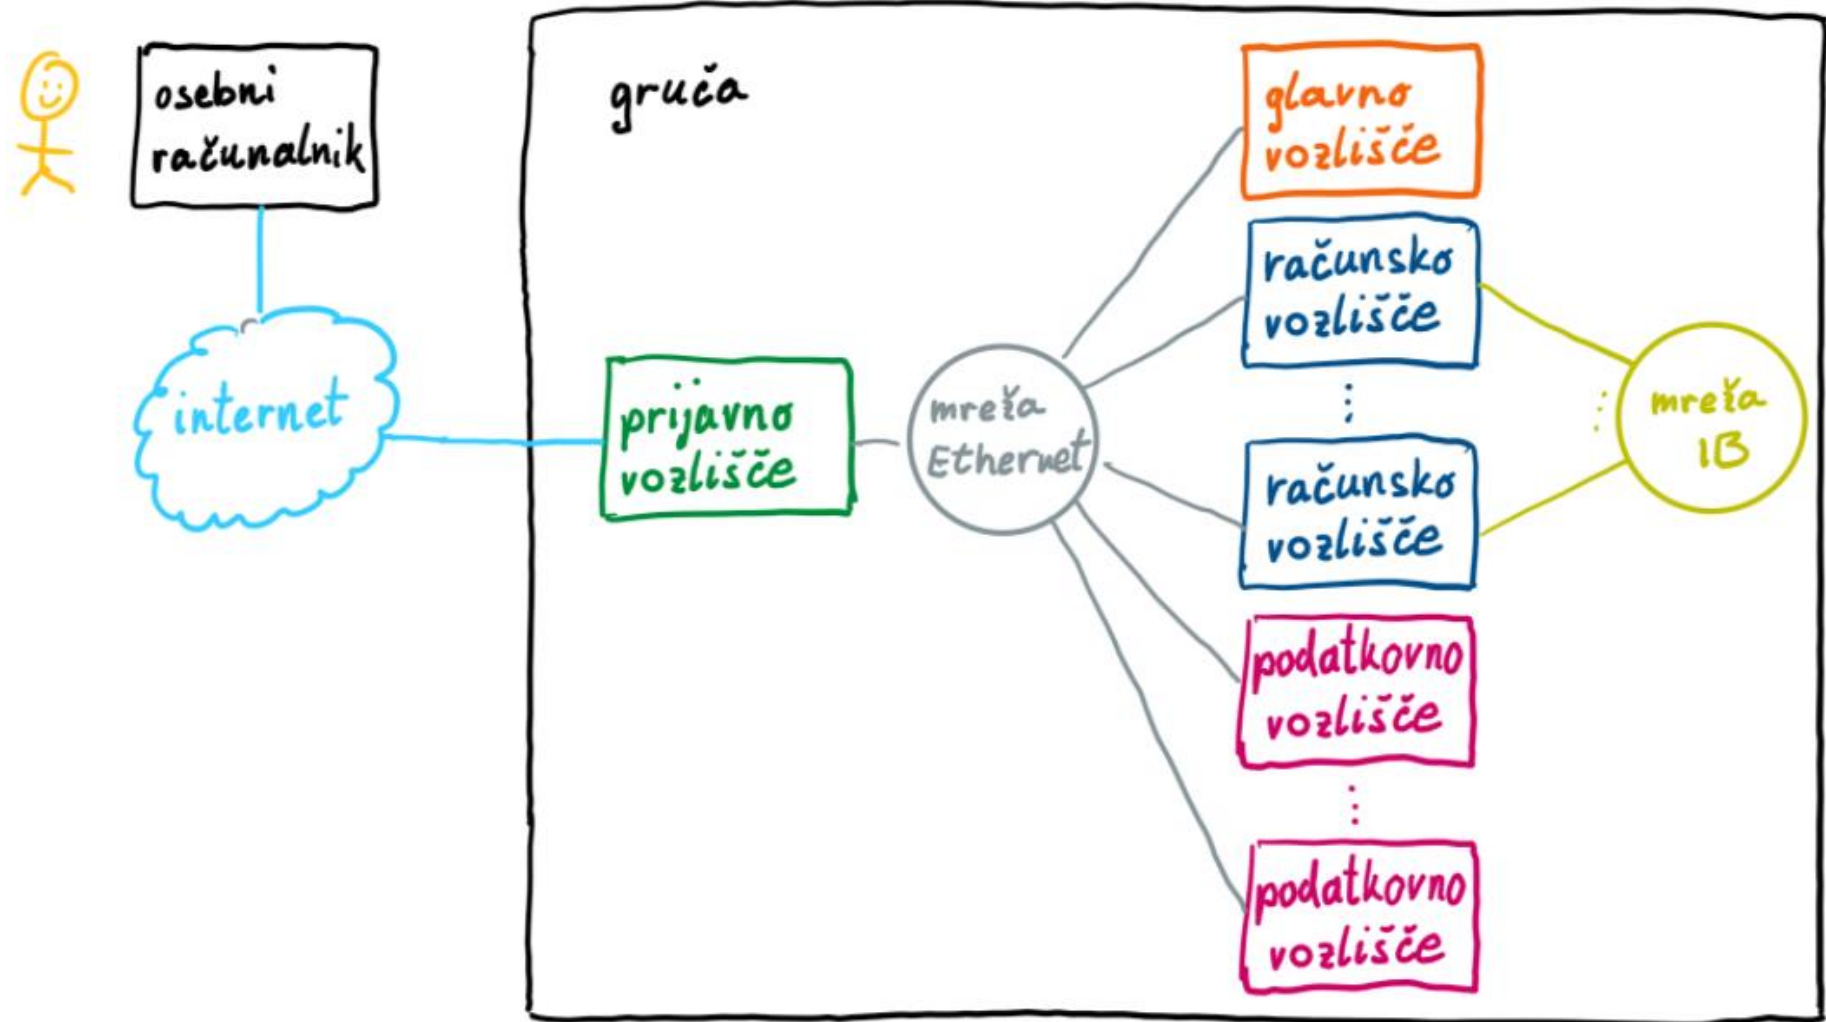 osebni
računalnik
internet
gruča
prijavno
vozlišče
mreža
Ethernet
glavno
vozlišče
računsko
vozlišče
računsko
vozlišče
podatkovno
vozlišče
podatkovno
vozlišče
mreža
IB